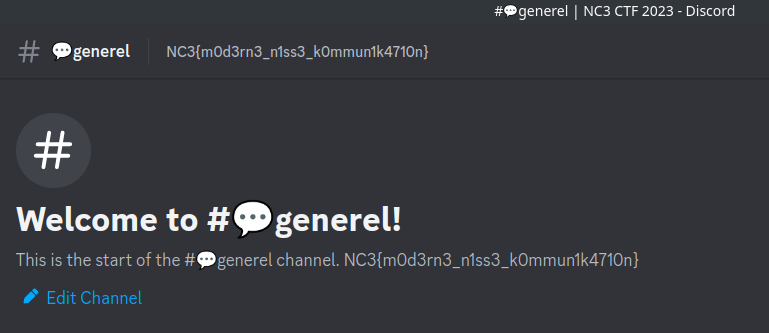 #💬generel | NC3 CTF 2023 - Discord
# 💬generel NC3{m0d3rn3_n1ss3_k0mmun1k4710n}
Welcome to #💬generel!
This is the start of the #💬generel channel. NC3{m0d3rn3_n1ss3_k0mmun1k4710n}
Edit Channel